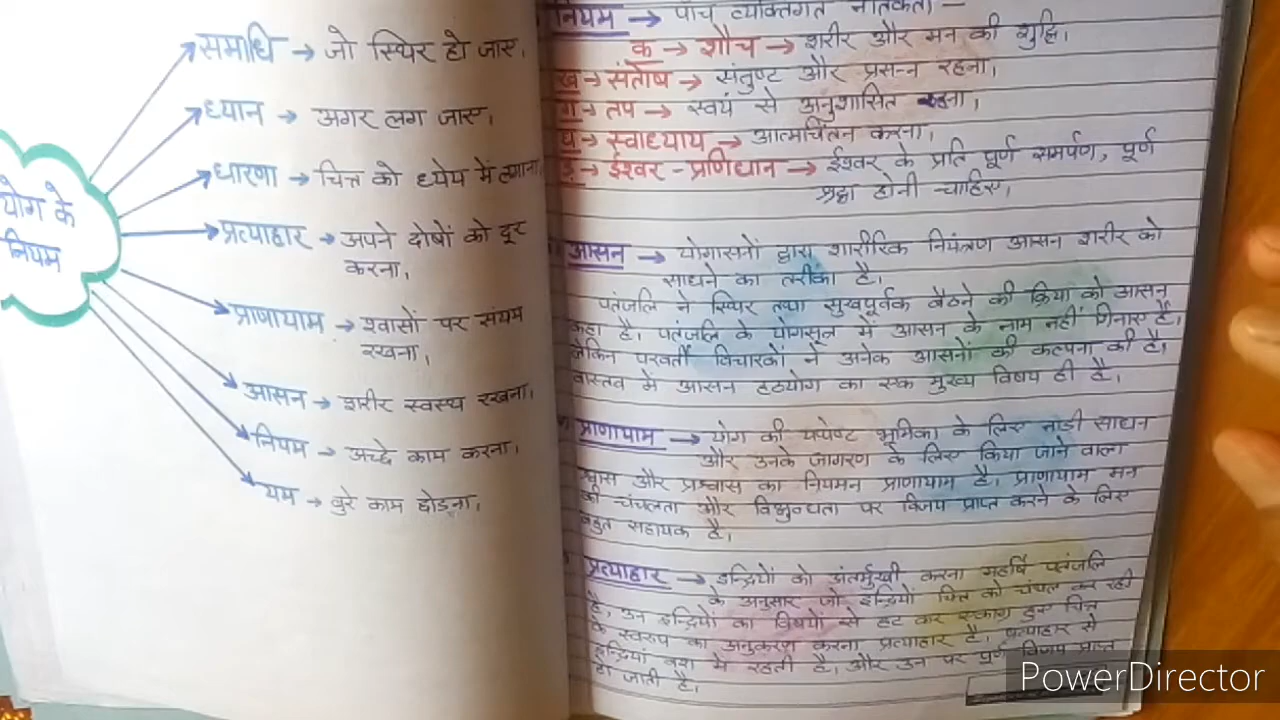 योग के
नियम
समाधि → जो स्थिर हो जाए।
ध्यान → अगर लग जाए।
धारणा → चित्त को ध्येय में लगाना
प्रत्याहार → अपने दोषों को दूर
करना।
प्राणायाम → श्वासों पर संयम
रखना।
आसन → शरीर स्वस्थ रखना।
नियम → अच्छे काम करना।
यम → बुरे काम छोड़ना।
नियम → पाँच व्यक्तिगत नैतिकता —
क → शौच → शरीर और मन की शुद्धि।
ख → संतोष → संतुष्ट और प्रसन्न रहना।
ग → तप → स्वयं से अनुशासित रहना।
घ → स्वाध्याय → आत्मचिंतन करना।
ङ → ईश्वर - प्रणिधान → ईश्वर के प्रति पूर्ण समर्पण, पूर्ण
श्रद्धा होनी चाहिए।
आसन → योगासनों द्वारा शारीरिक नियंत्रण आसन शरीर को
साधने का तरीका है।
पतंजलि ने स्थिर तथा सुखपूर्वक बैठने की क्रिया को आसन
कहा है। पतंजलि के योगसूत्र में आसन के नाम नहीं गिनाए हैं,
लेकिन परवर्ती विचारकों ने अनेक आसनों की कल्पना की है।
वास्तव में आसन हठयोग का एक मुख्य विषय ही है।
प्राणायाम → योग की यथेष्ट भूमिका के लिए नाडी साधन
और उनके जागरण के लिए किया जाने वाला
श्वास और प्रश्वास का नियमन प्राणायाम है। प्राणायाम मन
की चंचलता और विक्षुब्धता पर विजय प्राप्त करने के लिए
बहुत सहायक है।
प्रत्याहार → इन्द्रियों को अंतर्मुखी करना महर्षि पतंजलि
के अनुसार जो इन्द्रियाँ चित्त को चंचल कर रही
है, उन इन्द्रियों का विषयों से हट कर एकाग्र हुए चित्त
के स्वरुप का अनुकरण करना प्रत्याहार है। प्रत्याहार से
इन्द्रियां वश में रहती है, और उन पर पूर्ण विजय प्राप्त
हो जाती है।
PowerDirector